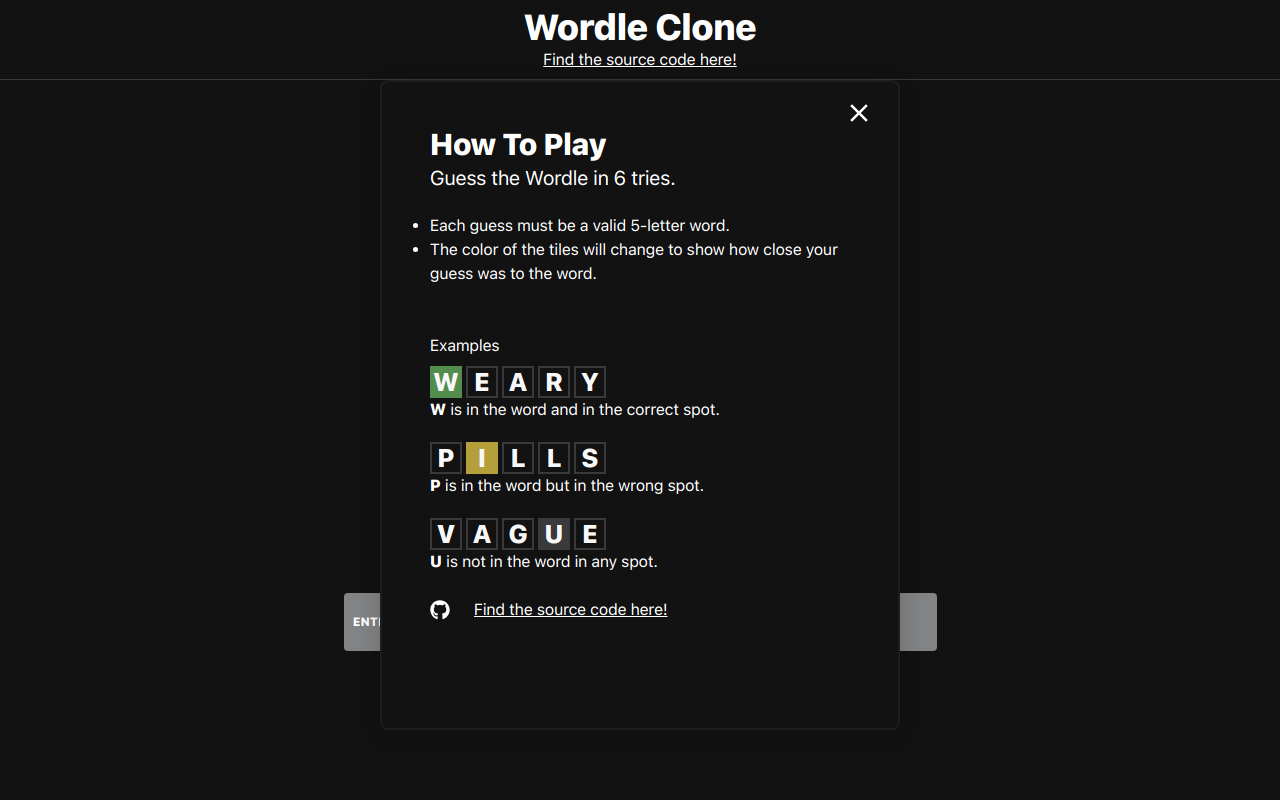 Wordle Clone
Find the source code here!
How To Play
Guess the Wordle in 6 tries.
Each guess must be a valid 5-letter word.
The color of the tiles will change to show how close your
guess was to the word.
Examples
W E A R Y
W is in the word and in the correct spot.
P I L L S
P is in the word but in the wrong spot.
V A G U E
U is not in the word in any spot.
Find the source code here!